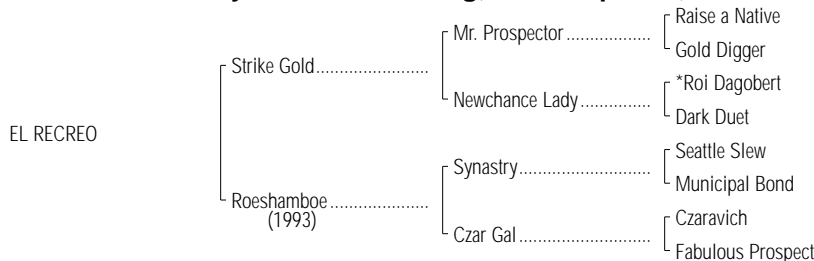 Raise a Native
Mr. Prospector
Gold Digger
Strike Gold
*Roi Dagobert
Newchance Lady
Dark Duet
EL RECREO
Seattle Slew
Synastry
Municipal Bond
Roeshamboe
(1993)
Czaravich
Czar Gal
Fabulous Prospect